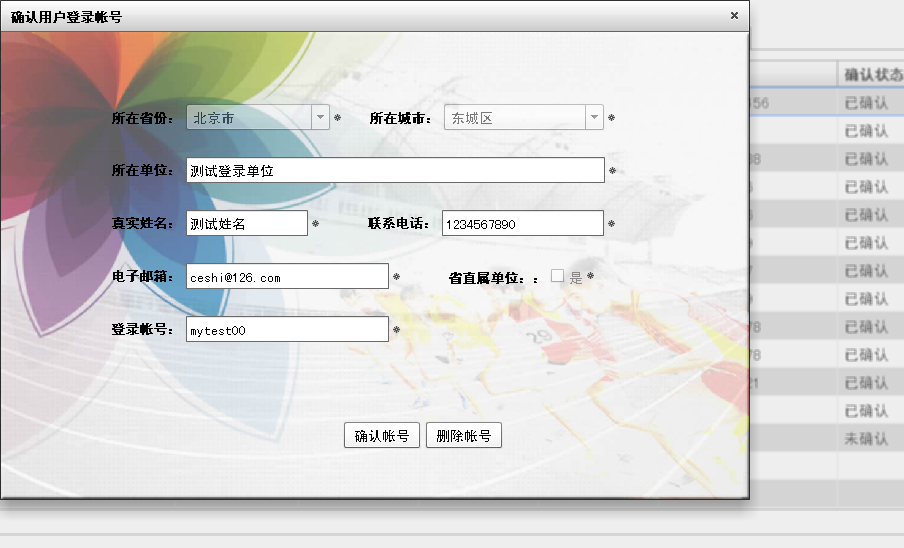 确认用户登录帐号
所在省份： 北京市 * 所在城市： 东城区 *
所在单位： 测试登录单位 *
真实姓名： 测试姓名 * 联系电话： 1234567890 *
电子邮箱： ceshi@126.com * 省直属单位：： 是 *
登录帐号： mytest00 *
确认帐号 删除帐号
29
确认状态
56 已确认
已确认
38 已确认
已确认
已确认
已确认
已确认
已确认
78 已确认
78 已确认
21 已确认
已确认
未确认